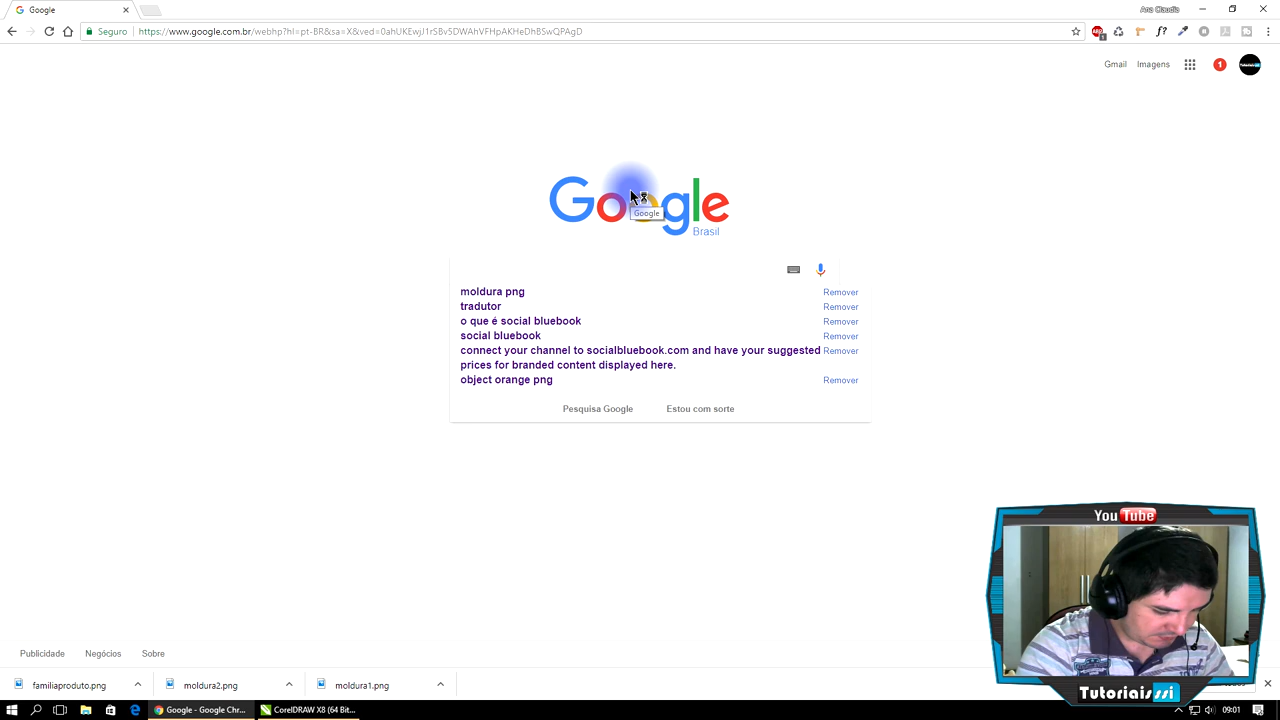 Google
Ana Claudia
Seguro
https://www.google.com.br/webhp?hl=pt-BR&sa=X&ved=0ahUKEwjJ1rSBv5DWAhVFHpAKHeDhBSwQPAgD
Gmail
Imagens
1
Tutoriaisssi
Google
Google
Brasil
moldura png
Remover
tradutor
Remover
o que é social bluebook
Remover
social bluebook
Remover
connect your channel to socialbluebook.com and have your suggested
Remover
prices for branded content displayed here.
object orange png
Remover
Pesquisa Google
Estou com sorte
YouTube
Publicidade
Negócios
Sobre
familiaproduto.png
moldura2.png
moldura1.png
Tutoriaisssi
Google - Google Chr...
CorelDRAW X8 (64 Bit...
09:01